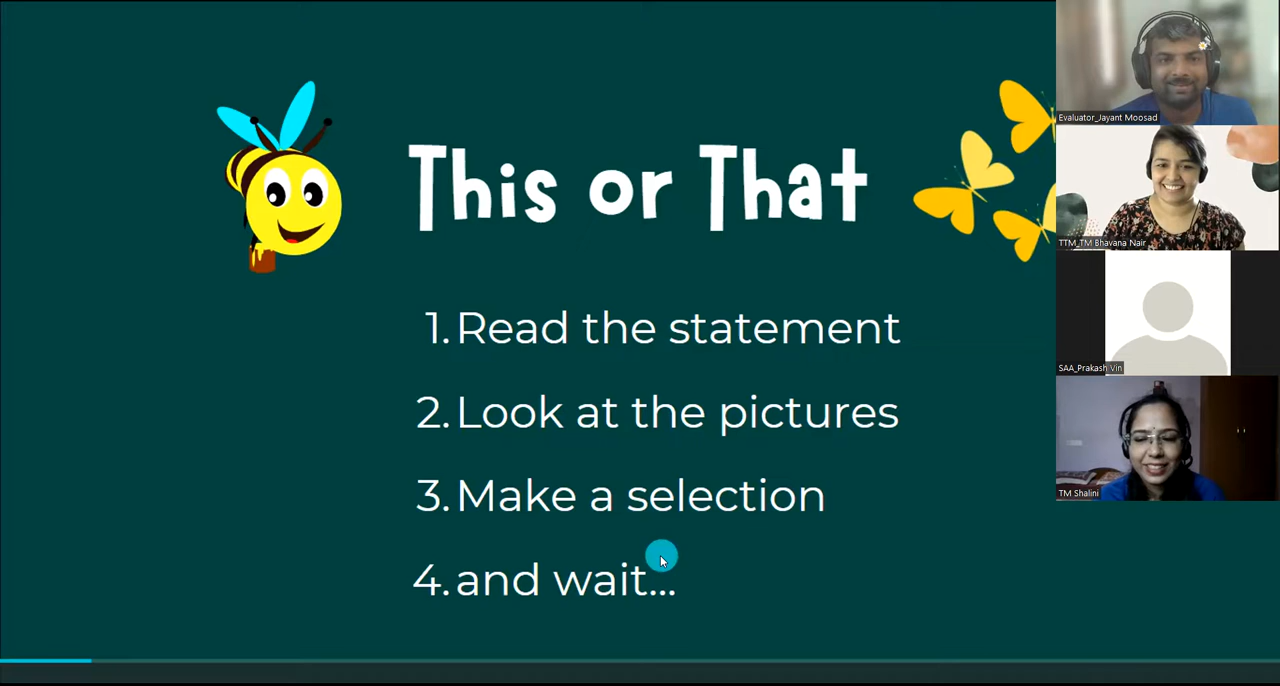 This or That
1. Read the statement
2. Look at the pictures
3. Make a selection
4. and wait...
Evaluator_Jayant Moosad
TTM_TM Bhavana Nair
SAA_Prakash Vin
TM Shalini